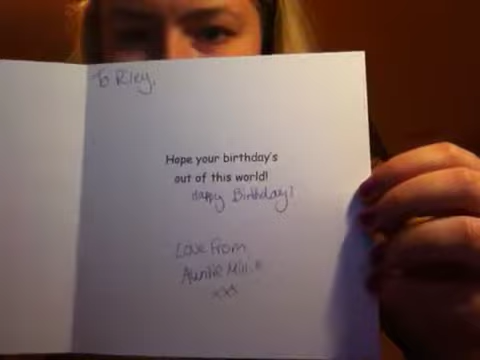 To Riley,
Hope your birthday's
out of this world!
Happy Birthday!
Love From
Auntie
xxx